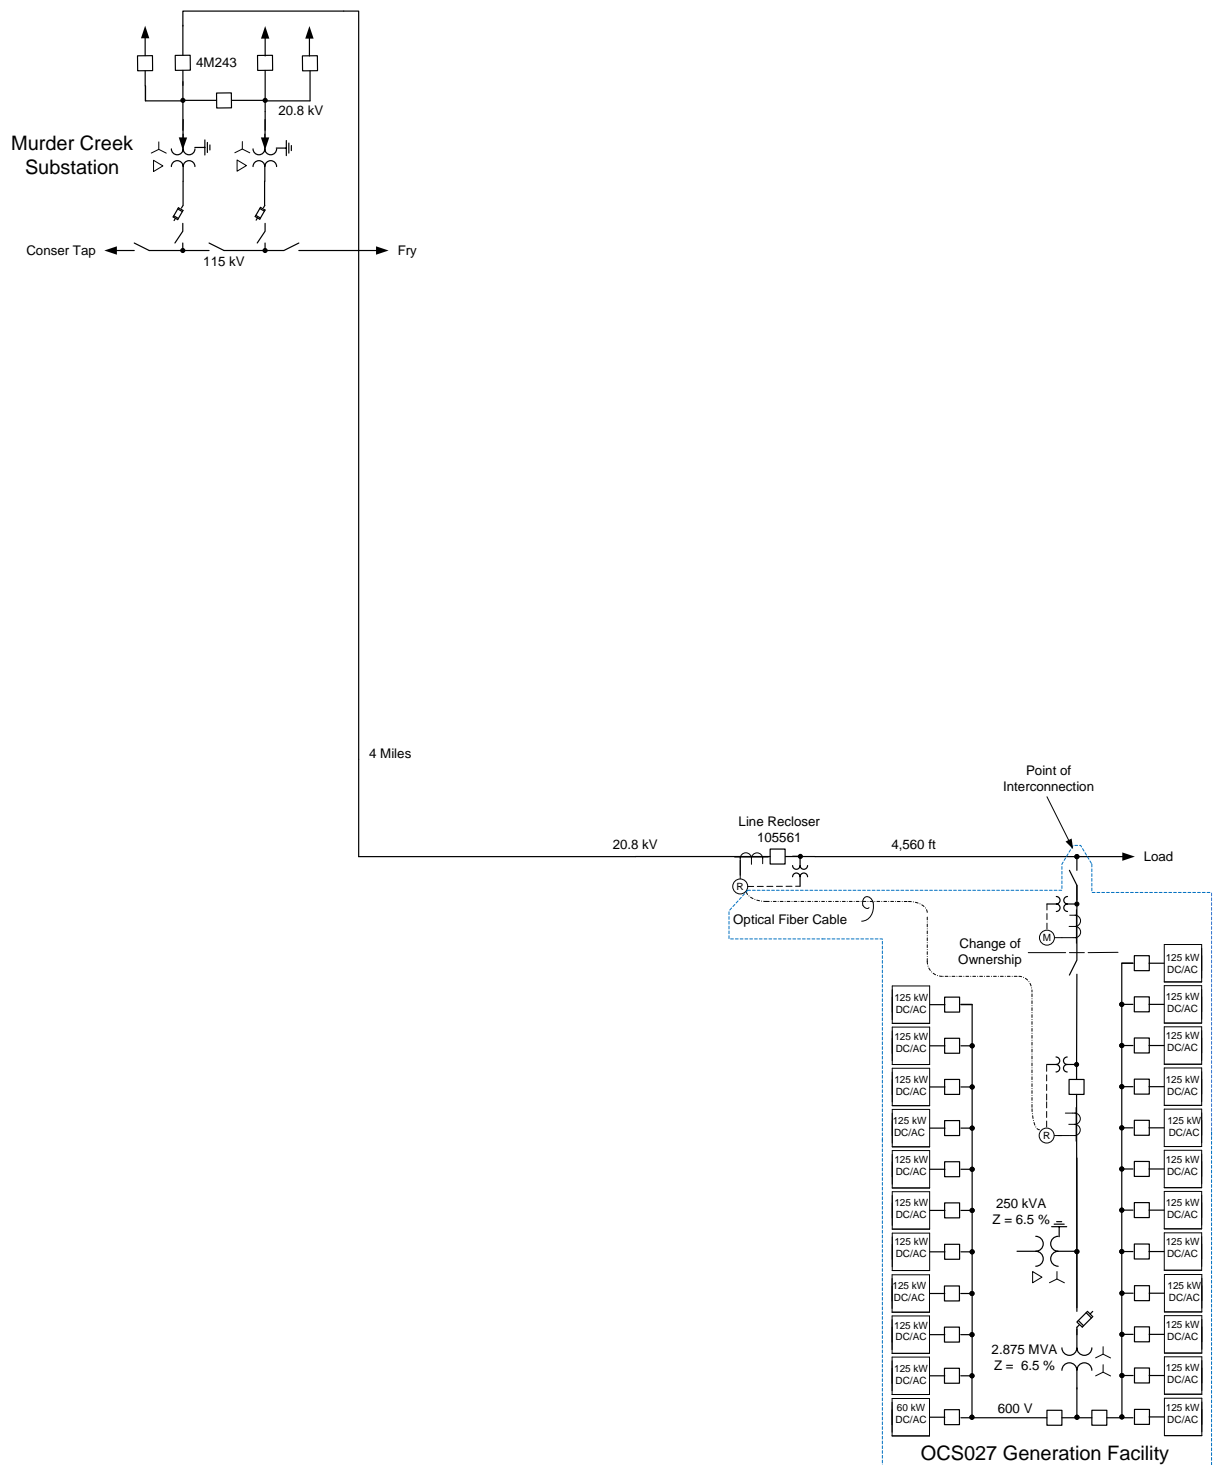 4M243
20.8 kV
Murder Creek
Substation
Conser Tap
115 kV
Fry
4 Miles
Point of
Interconnection
Line Recloser
105561
20.8 kV
4,560 ft
Load
R
Optical Fiber Cable
M
Change of
Ownership
125 kW
DC/AC
125 kW
DC/AC
125 kW
DC/AC
125 kW
DC/AC
125 kW
DC/AC
125 kW
DC/AC
125 kW
DC/AC
125 kW
DC/AC
R
125 kW
DC/AC
125 kW
DC/AC
125 kW
DC/AC
125 kW
DC/AC
125 kW
DC/AC
250 kVA
Z = 6.5 %
125 kW
DC/AC
125 kW
DC/AC
125 kW
DC/AC
125 kW
DC/AC
125 kW
DC/AC
125 kW
DC/AC
2.875 MVA
Z = 6.5 %
125 kW
DC/AC
125 kW
DC/AC
60 kW
DC/AC
600 V
125 kW
DC/AC
125 kW
DC/AC
OCS027 Generation Facility